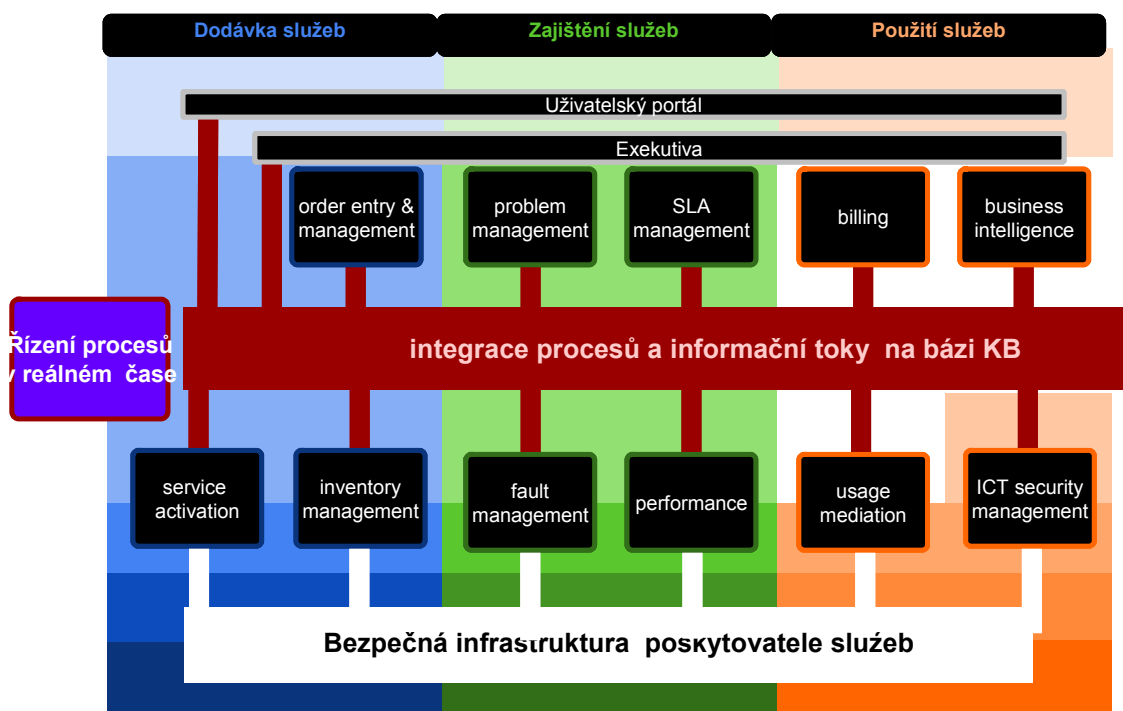 Dodávka služeb
Zajištění služeb
Použití služeb
Uživatelský portál
Exekutiva
order entry &
management
problem
management
SLA
management
billing
business
intelligence
Řízení procesů
v reálném čase
integrace procesů a informační toky na bázi KB
service
activation
inventory
management
fault
management
performance
usage
mediation
ICT security
management
Bezpečná infrastruktura poskytovatele služeb